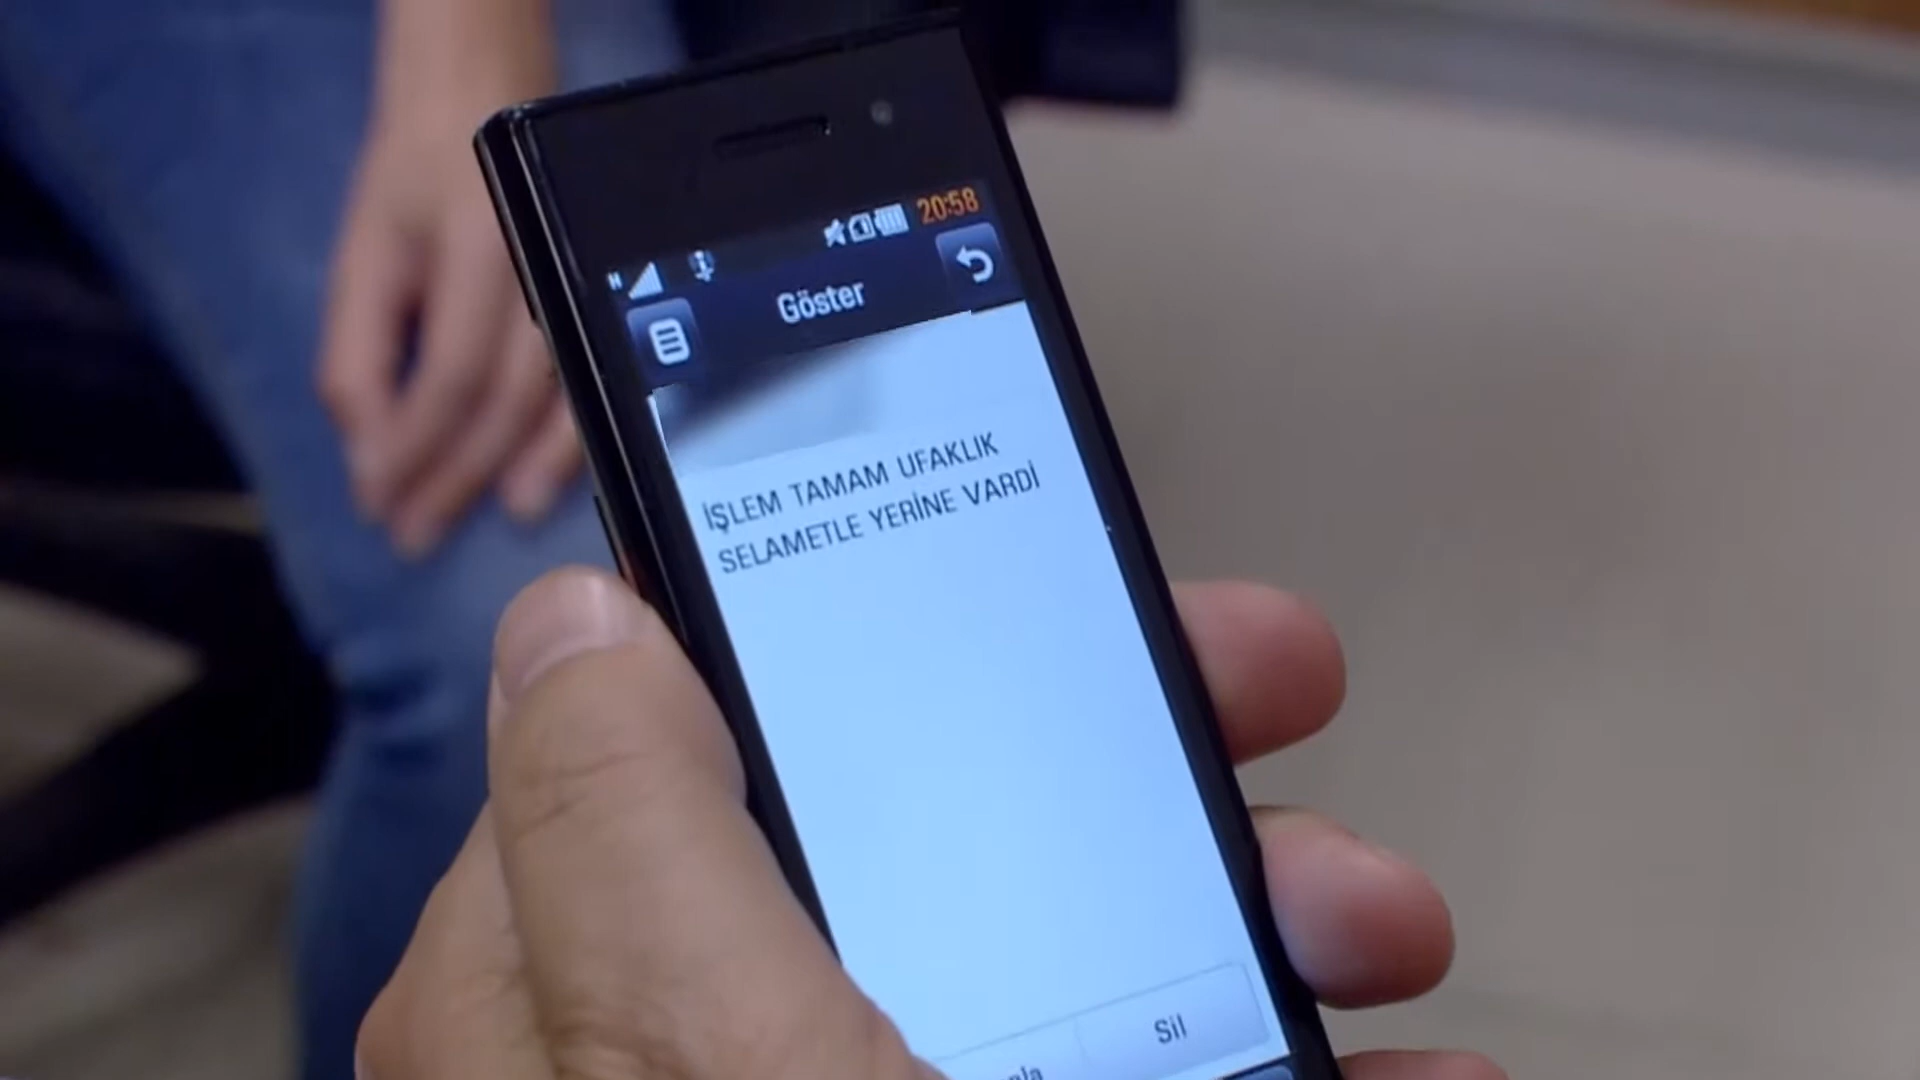 20:58
Göster
İŞLEM TAMAM UFAKLIK
SELAMETLE YERİNE VARDİ
Sil